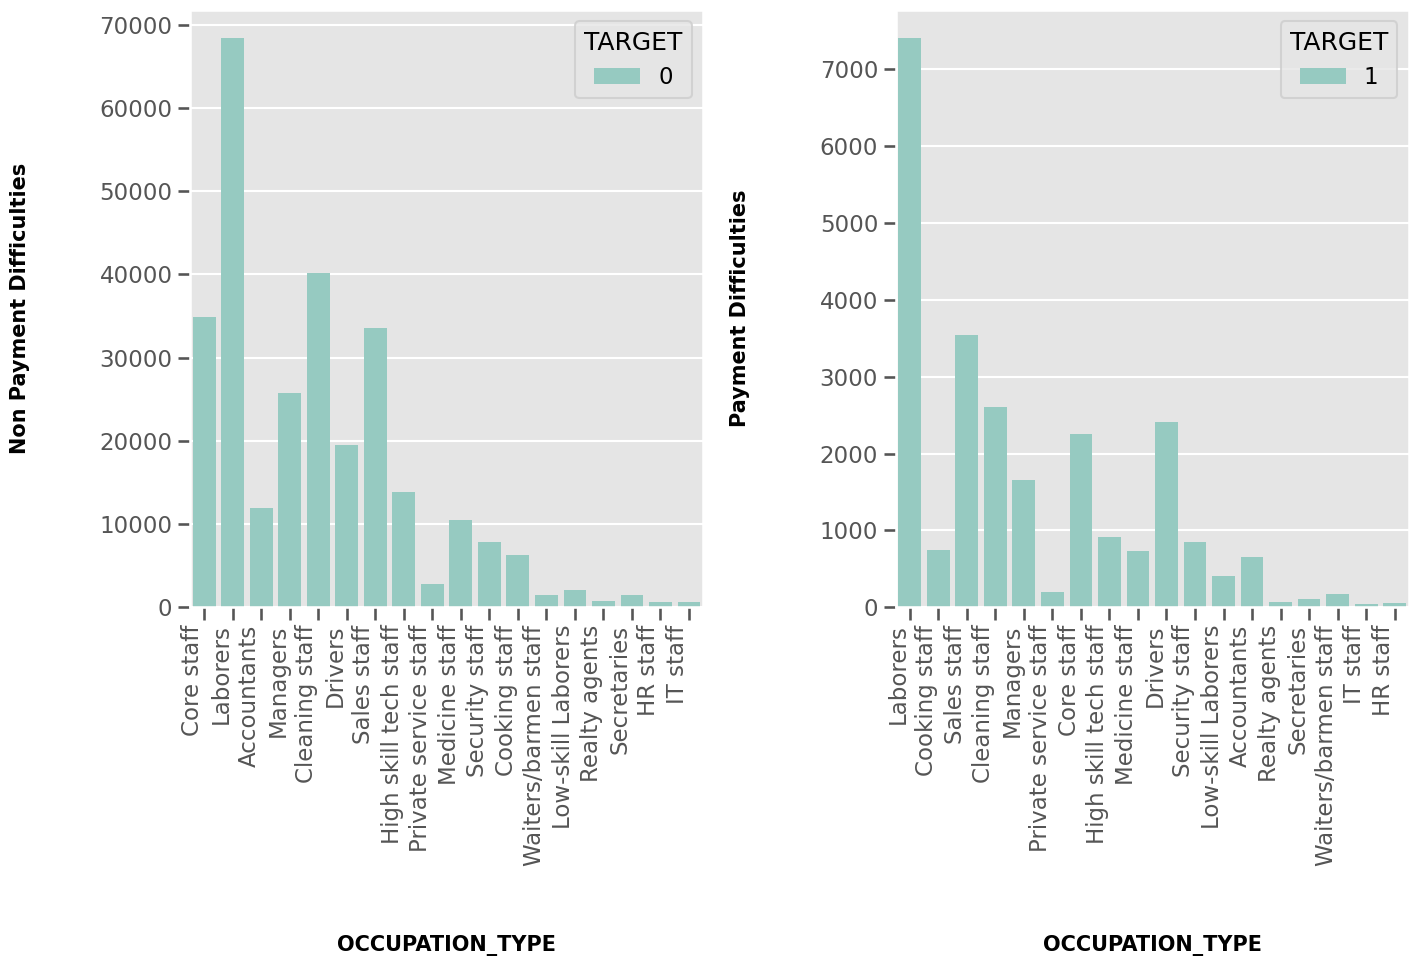 Non Payment Difficulties
70000
60000
50000
40000
30000
20000
10000
0
TARGET
0
Core staff
Laborers
Accountants
Managers
Cleaning staff
Drivers
Sales staff
High skill tech staff
Private service staff
Medicine staff
Security staff
Cooking staff
Waiters/barmen staff
Low-skill Laborers
Realty agents
Secretaries
HR staff
IT staff
OCCUPATION_TYPE
Payment Difficulties
7000
6000
5000
4000
3000
2000
1000
0
TARGET
1
Laborers
Cooking staff
Sales staff
Cleaning staff
Managers
Private service staff
Core staff
High skill tech staff
Medicine staff
Drivers
Security staff
Low-skill Laborers
Accountants
Realty agents
Secretaries
Waiters/barmen staff
IT staff
HR staff
OCCUPATION_TYPE